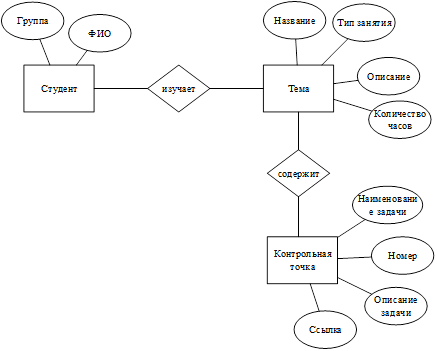 Группа
ФИО
Название
Тип занятия
Студент
изучает
Тема
Описание
Количество
часов
содержит
Наименовани
е задачи
Контрольная
точка
Номер
Описание
задачи
Ссылка